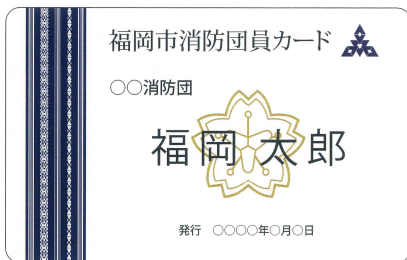 福岡市消防団員カード
○○消防団
福岡 太郎
発行 ○○○○年○月○日